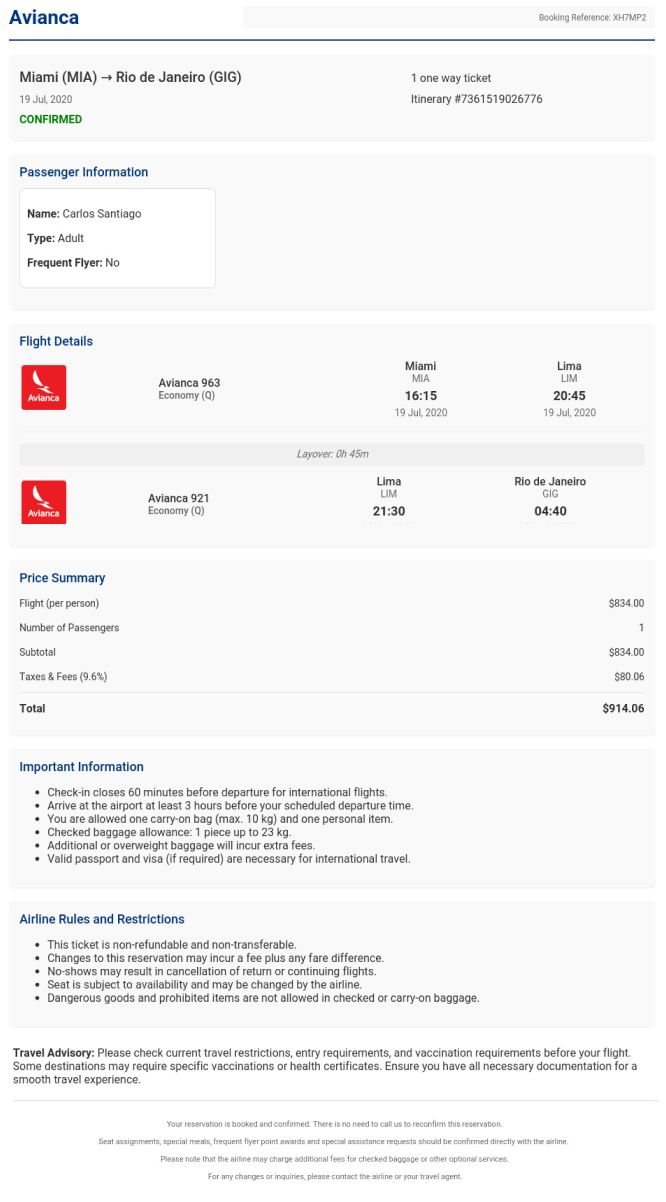 Avianca
Booking Reference: XH7MP2
Miami (MIA) → Rio de Janeiro (GIG)
1 one way ticket
19 Jul, 2020
Itinerary #7361519026776
CONFIRMED
Passenger Information
Name: Carlos Santiago
Type: Adult
Frequent Flyer: No
Flight Details
Avianca
Avianca 963
Economy (Q)
Miami
MIA
16:15
19 Jul, 2020
Lima
LIM
20:45
19 Jul, 2020
Layover: 0h 45m
Avianca
Avianca 921
Economy (Q)
Lima
LIM
21:30
Rio de Janeiro
GIG
04:40
Price Summary
Flight (per person) $834.00
Number of Passengers 1
Subtotal $834.00
Taxes & Fees (9.6%) $80.06
Total $914.06
Important Information
• Check-in closes 60 minutes before departure for international flights.
• Arrive at the airport at least 3 hours before your scheduled departure time.
• You are allowed one carry-on bag (max. 10 kg) and one personal item.
• Checked baggage allowance: 1 piece up to 23 kg.
• Additional or overweight baggage will incur extra fees.
• Valid passport and visa (if required) are necessary for international travel.
Airline Rules and Restrictions
• This ticket is non-refundable and non-transferable.
• Changes to this reservation may incur a fee plus any fare difference.
• No-shows may result in cancellation of return or continuing flights.
• Seat is subject to availability and may be changed by the airline.
• Dangerous goods and prohibited items are not allowed in checked or carry-on baggage.
Travel Advisory: Please check current travel restrictions, entry requirements, and vaccination requirements before your flight.
Some destinations may require specific vaccinations or health certificates. Ensure you have all necessary documentation for a
smooth travel experience.
Your reservation is booked and confirmed. There is no need to call us to reconfirm this reservation.
Seat assignments, special meals, frequent flyer point awards and special assistance requests should be confirmed directly with the airline.
Please note that the airline may charge additional fees for checked baggage or other optional services.
For any changes or inquiries, please contact the airline or your travel agent.